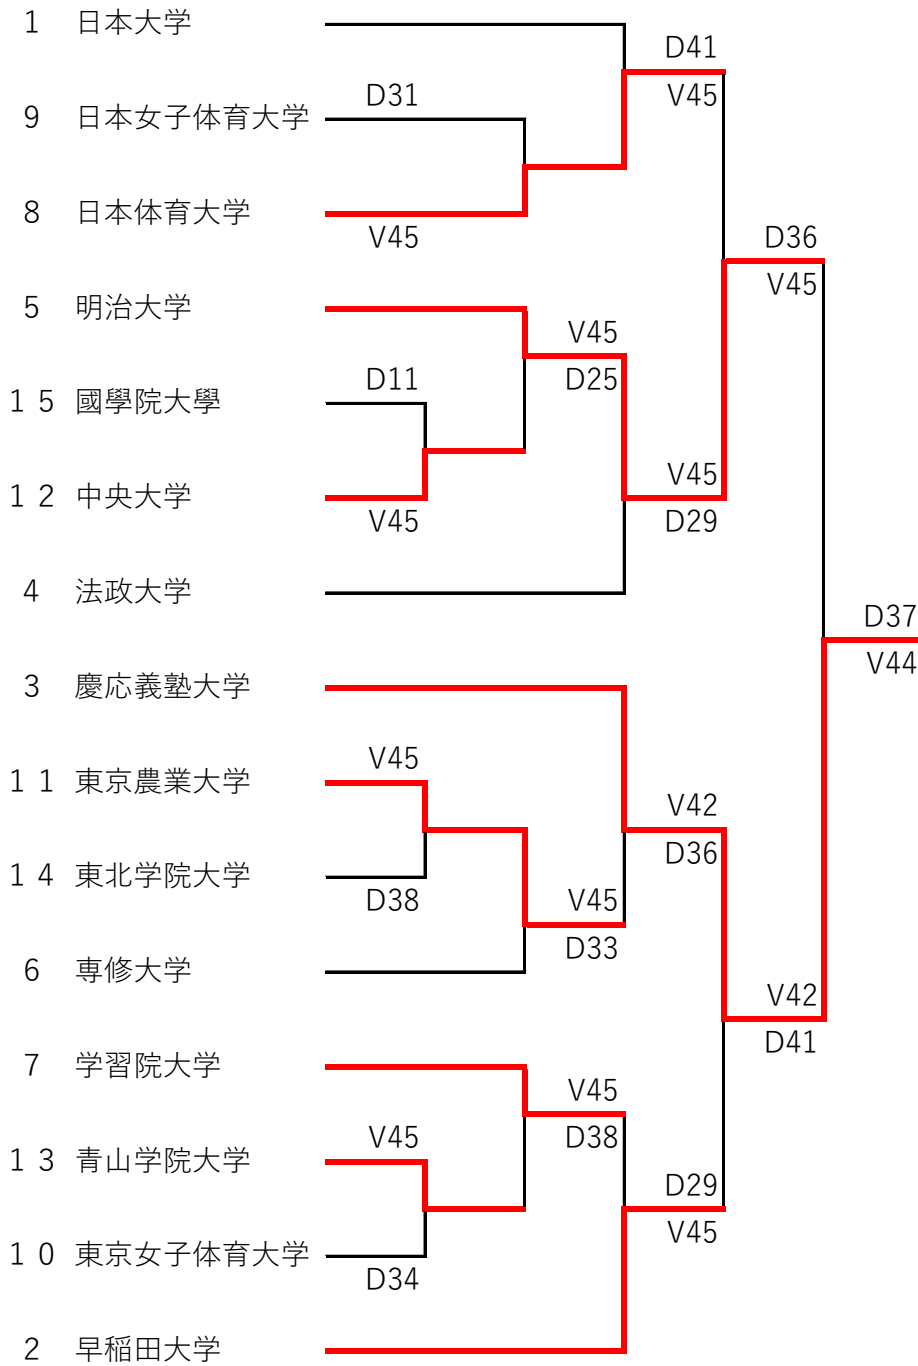 1 日本大学
D41
V45
D31
9 日本女子体育大学
8 日本体育大学
V45
D36
V45
5 明治大学
V45
D25
D11
15 國學院大學
12 中央大学
V45
V45
D29
4 法政大学
D37
V44
3 慶応義塾大学
V45
11 東京農業大学
V42
D36
14 東北学院大学
D38
V45
D33
6 専修大学
V42
D41
7 学習院大学
V45
D38
V45
13 青山学院大学
D29
V45
10 東京女子体育大学
D34
2 早稲田大学